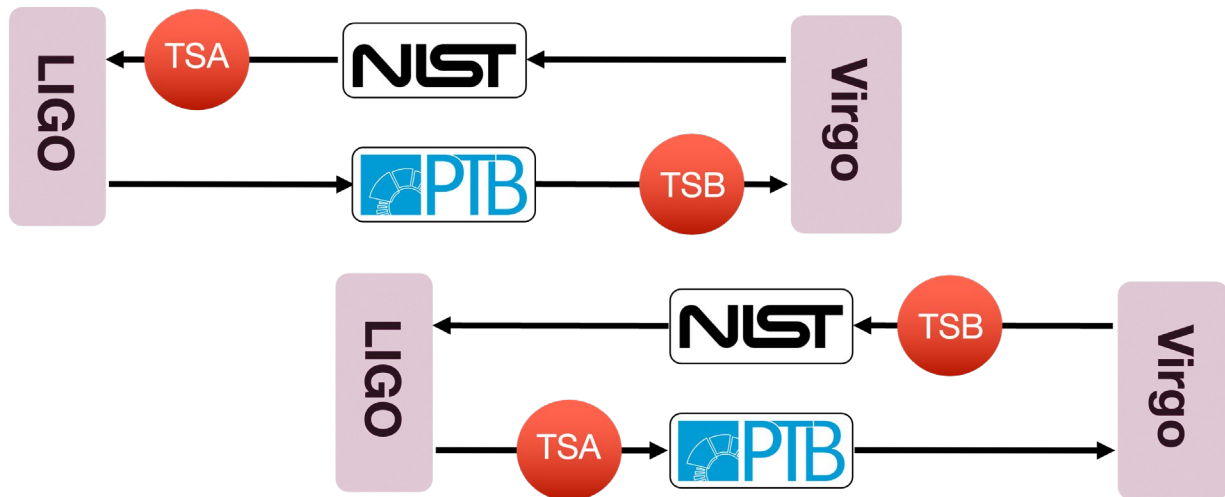 LIGO
TSA
NIST
Virgo
PTB
TSB
LIGO
NIST
TSB
Virgo
TSA
PTB